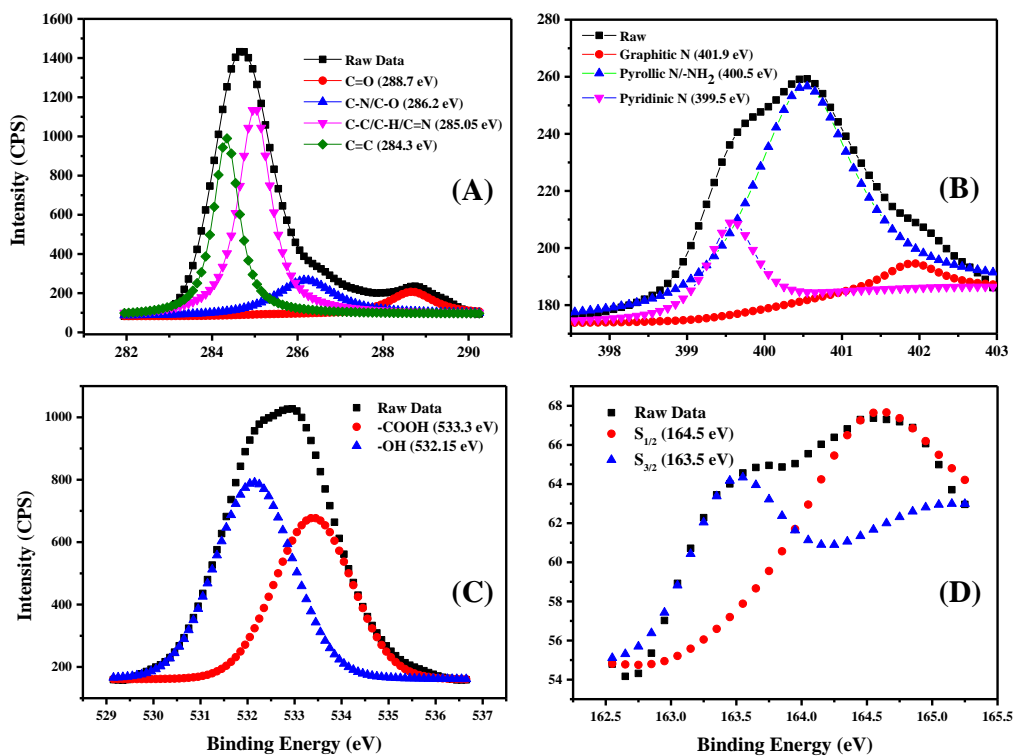 1600
1400
1200
1000
800
600
400
200
0
Intensity (CPS)
Raw Data
C=O (288.7 eV)
C-N/C-O (286.2 eV)
C-C/C-H/C=N (285.05 eV)
C=C (284.3 eV)
(A)
282 284 286 288 290
280
260
240
220
200
180
Raw
Graphitic N (401.9 eV)
Pyrollic N/-NH2 (400.5 eV)
Pyridinic N (399.5 eV)
(B)
398 399 400 401 402 403
1000
800
600
400
200
Intensity (CPS)
Raw Data
-COOH (533.3 eV)
-OH (532.15 eV)
(C)
529 530 531 532 533 534 535 536 537
Binding Energy (eV)
68
66
64
62
60
58
56
54
Raw Data
S1/2 (164.5 eV)
S3/2 (163.5 eV)
(D)
162.5 163.0 163.5 164.0 164.5 165.0 165.5
Binding Energy (eV)